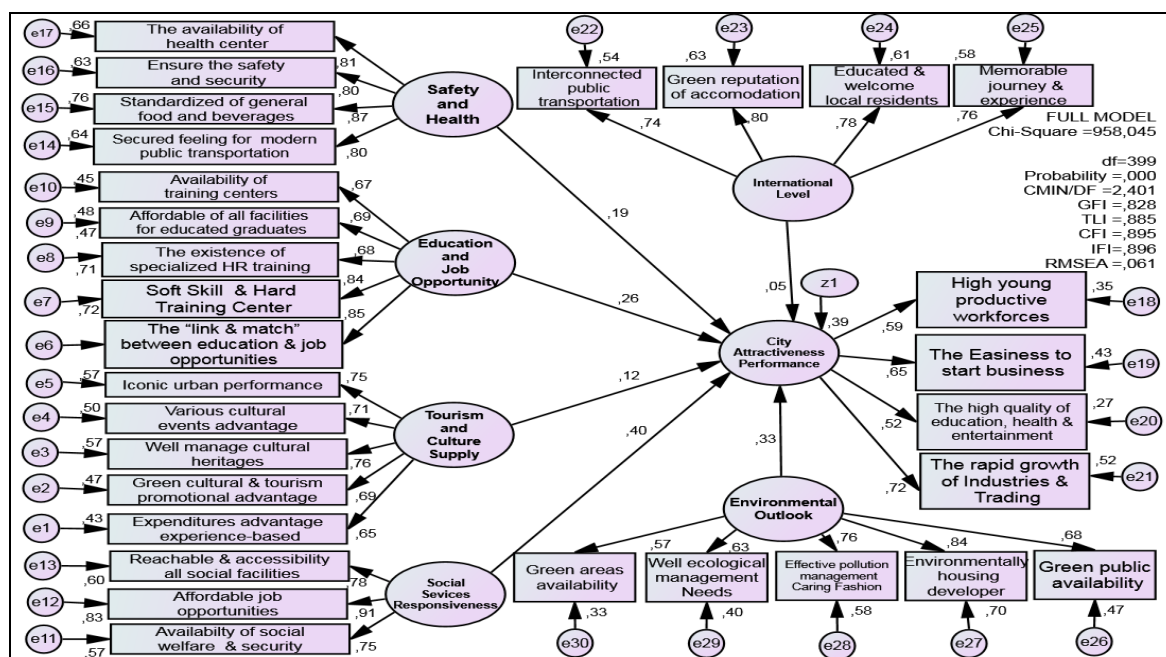 e17
,66
The availability of
health center
,81
e16
,63
Ensure the safety
and security
,80
e15
,76
Standardized of general
food and beverages
,87
e14
,64
Secured feeling for modern
public transportation
,80
Safety
and
Health
,19
e10
,45
Availability of
training centers
,67
e9
,48
Affordable of all facilities
for educated graduates
,69
,47
e8
The existence of
specialized HR training
,68
,71
e7
Soft Skill & Hard
Training Center
,84
,72
e6
The "link & match"
between education & job
opportunities
,85
Education
and
Job
Opportunity
,26
e5
,57
Iconic urban performance
,75
e4
,50
Various cultural
events advantage
,71
e3
,57
Well manage cultural
heritages
,76
e2
,47
Green cultural & tourism
promotional advantage
,69
e1
,43
Expenditures advantage
experience-based
,65
Tourism
and
Culture
Supply
,12
e13
Reachable & accessibility
all social facilities
,60
,78
e12
Affordable job
opportunities
,83
,91
e11
Availabilty of social
welfare & security
,57
,75
Social
Sevices
Responsiveness
,40
e22
,54
Interconnected
public
transportation
,74
e23
,63
Green reputation
of accomodation
,80
e24
,61
Educated &
welcome
local residents
,78
e25
,58
Memorable
journey &
experience
,76
International
Level
,05
FULL MODEL
Chi-Square =958,045
df=399
Probability =,000
CMIN/DF =2,401
GFI =,828
TLI =,885
CFI =,895
IFI=,896
RMSEA =,061
z1
,39
City
Attractiveness
Performance
High young
productive
workforces
,59
,35
e18
The Easiness to
start business
,65
,43
e19
The high quality of
education, health &
entertainment
,52
,27
e20
The rapid growth
of Industries &
Trading
,72
,52
e21
,33
Environmental
Outlook
Green areas
availability
,57
,33
e30
Well ecological
management
Needs
,63
,40
e29
Effective pollution
management
Caring Fashion
,76
,58
e28
Environmentally
housing
developer
,84
,70
e27
Green public
availability
,68
,47
e26